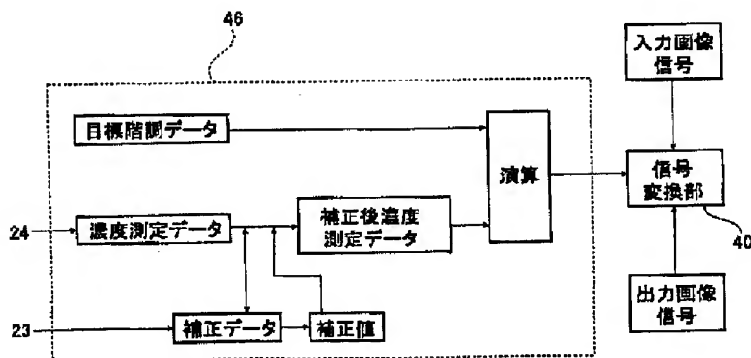 46
入力画像
信号
目標階調データ
演算
信号
変換部
24
濃度測定データ
補正後濃度
測定データ
40
23
補正データ
補正値
出力画像
信号